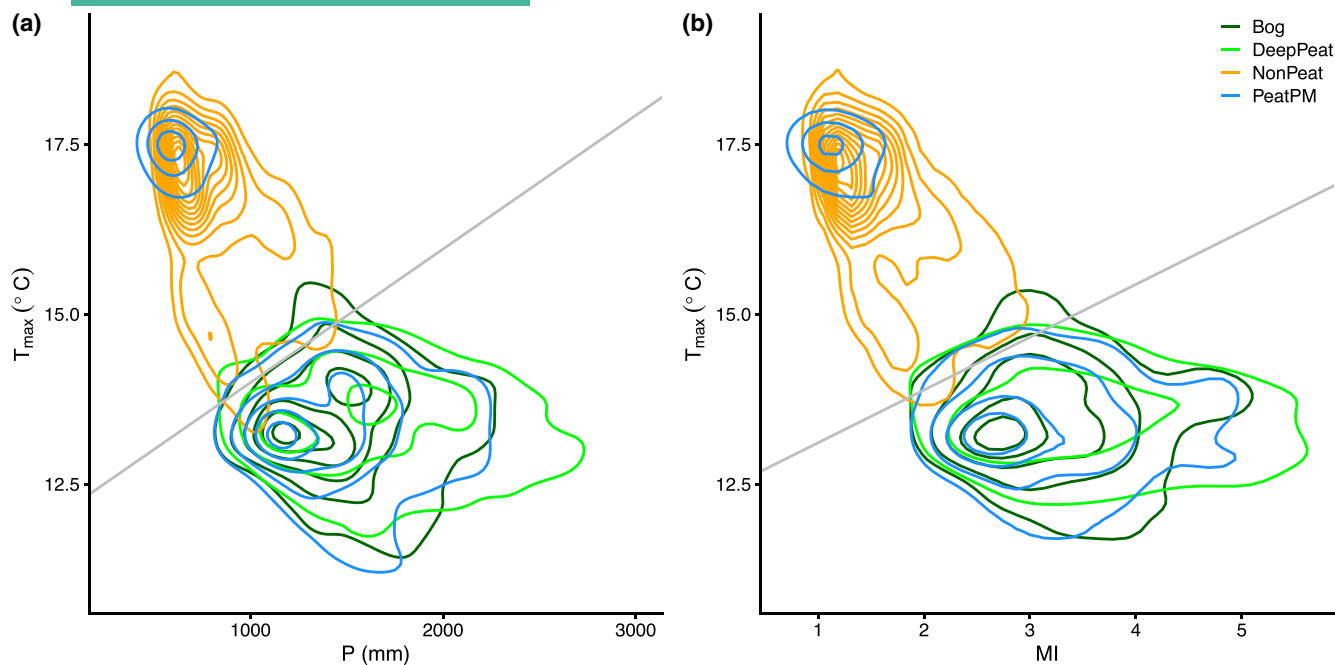 (a)
17.5
15.0
12.5
Tmax (° C)
1000
2000
3000
P (mm)
(b)
Bog
DeepPeat
NonPeat
PeatPM
17.5
15.0
12.5
Tmax (° C)
1
2
3
4
5
MI